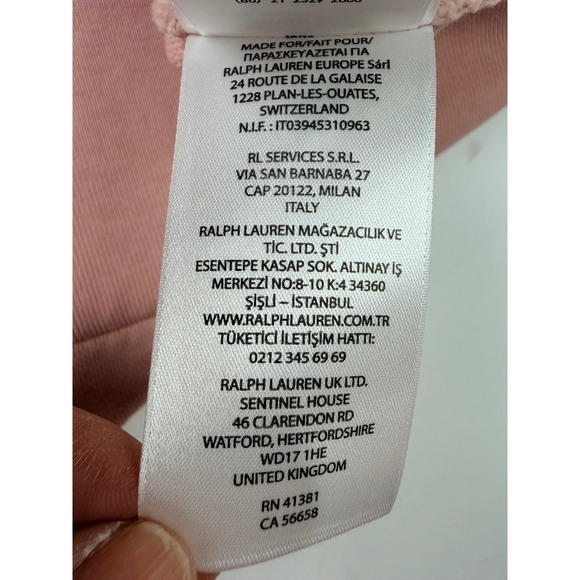 MADE FOR/FAIT POUR/
ΠΑΡΑΣΚΕΥΑΖΕΤΑΙ ΓΙΑ
RALPH LAUREN EUROPE Sárl
24 ROUTE DE LA GALAISE
1228 PLAN-LES-OUATES,
SWITZERLAND
N.I.F.: IT03945310963
RL SERVICES S.R.L.
VIA SAN BARNABA 27
CAP 20122, MILAN
ITALY
RALPH LAUREN MAĞAZACILIK VE
TİC. LTD. ŞTİ
ESENTEPE KASAP SOK. ALTINAY İŞ
MERKEZİ NO:8-10 K:4 34360
ŞİŞLİ – İSTANBUL
WWW.RALPHLAUREN.COM.TR
TÜKETİCİ İLETİŞİM HATTI:
0212 345 69 69
RALPH LAUREN UK LTD.
SENTINEL HOUSE
46 CLARENDON RD
WATFORD, HERTFORDSHIRE
WD17 1HE
UNITED KINGDOM
RN 41381
CA 56658